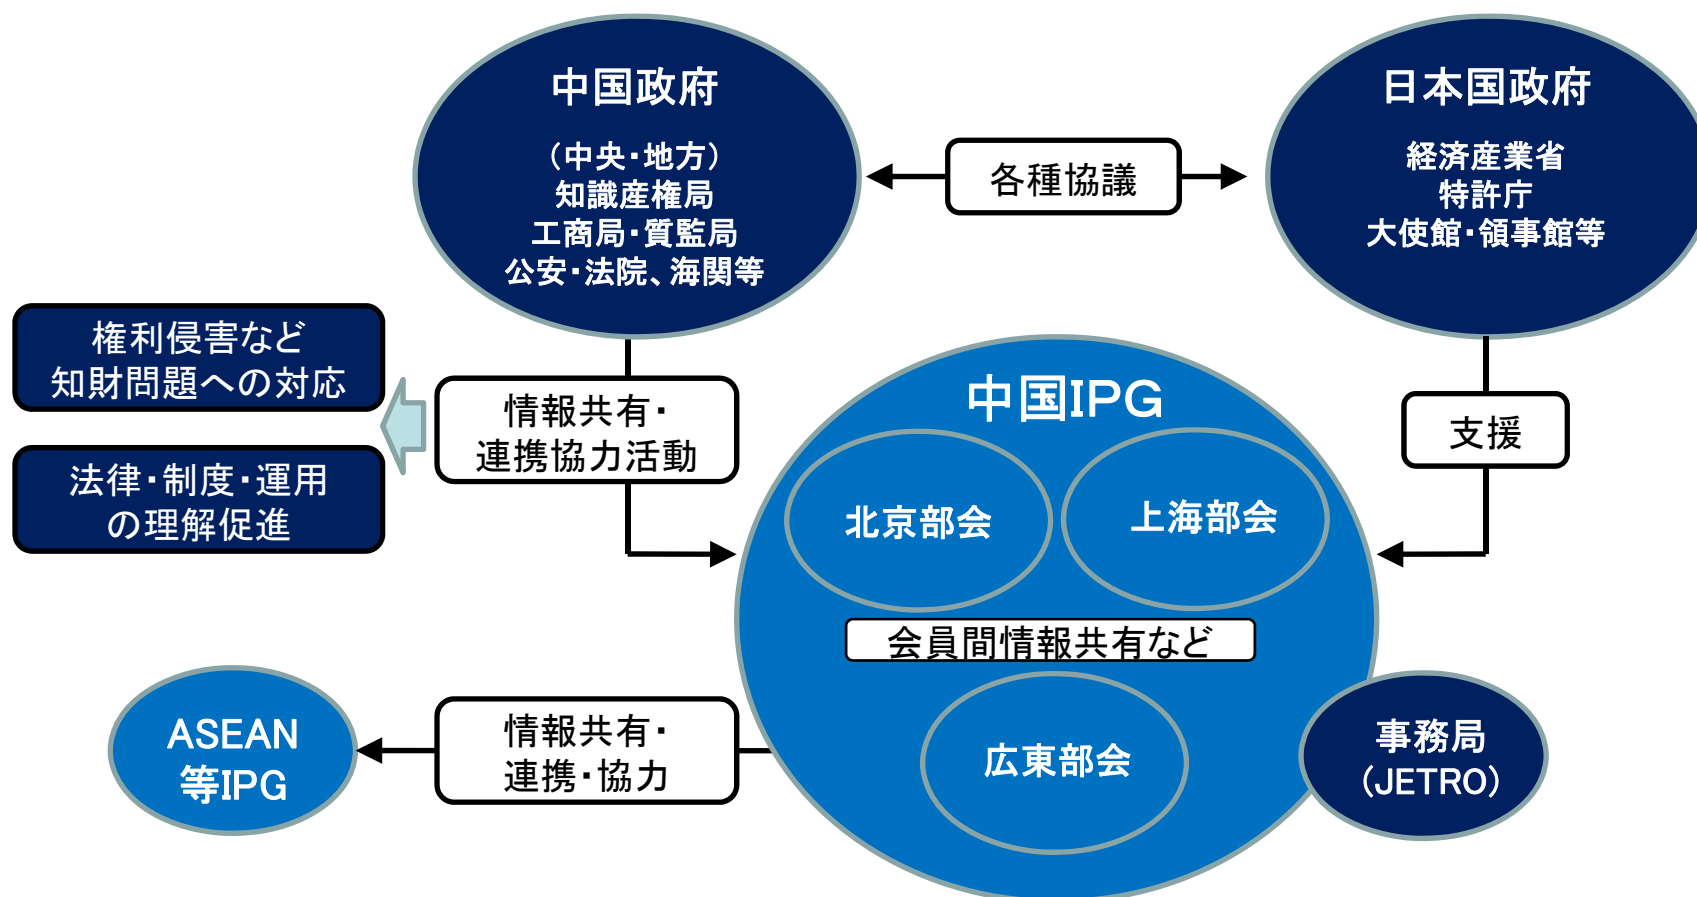 中国政府
（中央・地方）
知識産権局
工商局・質監局
公安・法院、海関等
各種協議
日本国政府
経済産業省
特許庁
大使館・領事館等
権利侵害など
知財問題への対応
法律・制度・運用
の理解促進
情報共有・
連携協力活動
支援
中国IPG
北京部会
上海部会
会員間情報共有など
広東部会
事務局
（JETRO）
情報共有・
連携・協力
ASEAN
等IPG